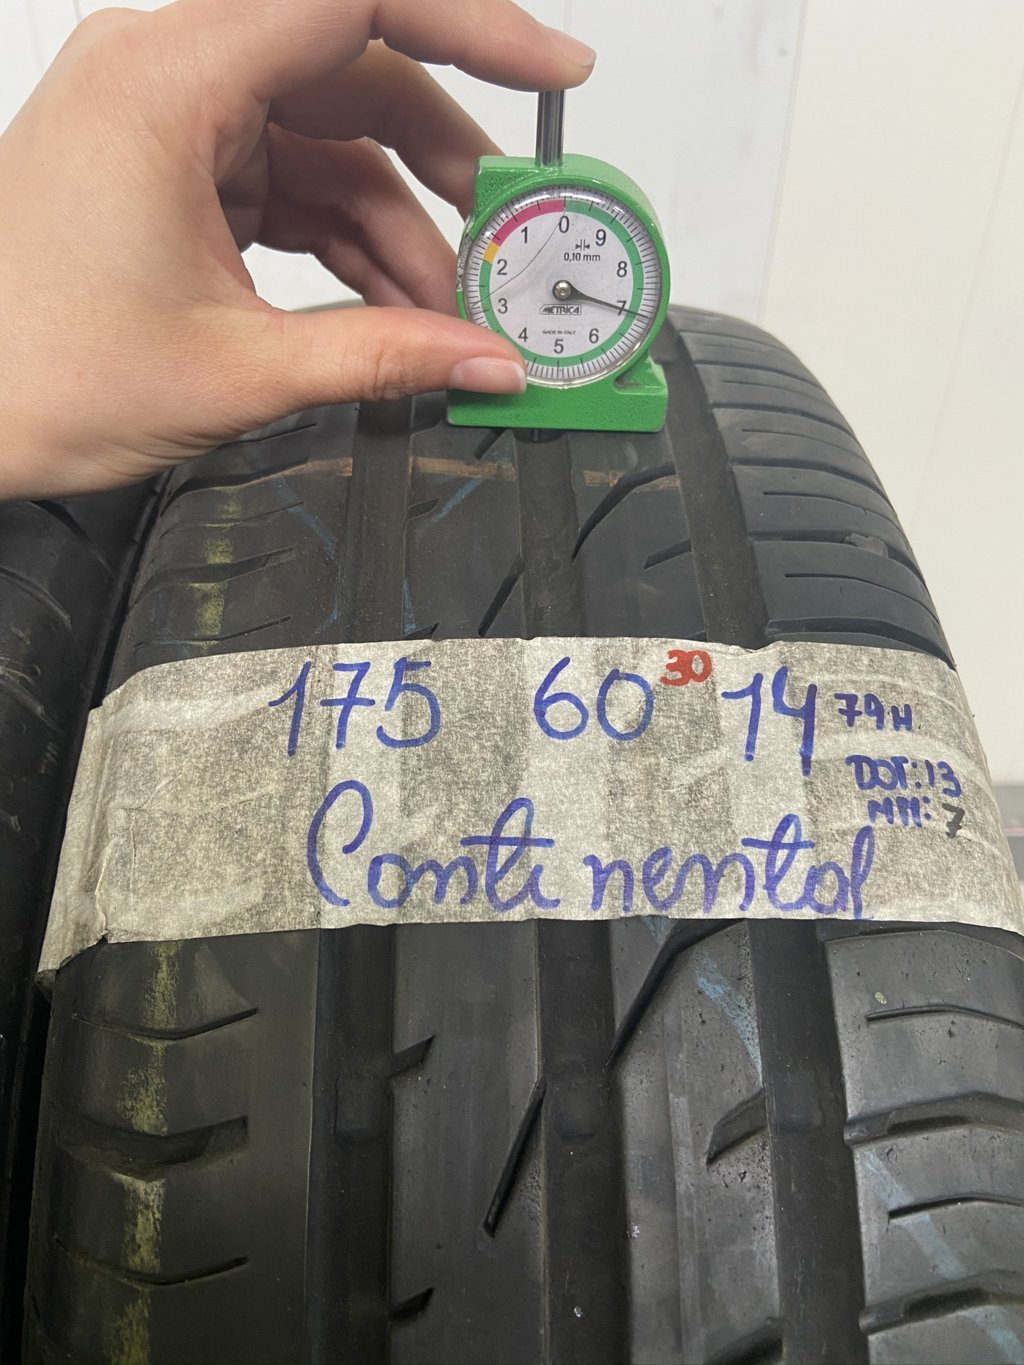 0
1 9
0,10 mm
2 8
3 7
METRICA
MADE IN ITALY
4 6
5
175 60 30 14 79H
DOT: 13
MM: 7
Continental